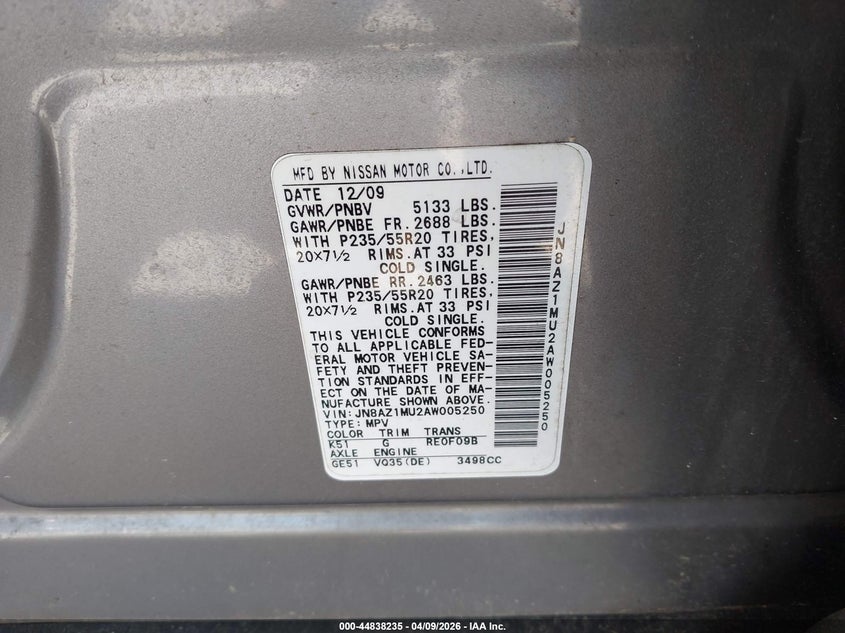 MFD BY NISSAN MOTOR CO.,LTD.
DATE 12/09
GVWR/PNBV 5133 LBS.
GAWR/PNBE FR. 2688 LBS.
WITH P235/55R20 TIRES,
20X7½ RIMS.AT 33 PSI
COLD SINGLE.
GAWR/PNBE RR. 2463 LBS.
WITH P235/55R20 TIRES,
20X7½ RIMS.AT 33 PSI
COLD SINGLE.
THIS VEHICLE CONFORMS
TO ALL APPLICABLE FED-
ERAL MOTOR VEHICLE SA-
FETY AND THEFT PREVEN-
TION STANDARDS IN EFF-
ECT ON THE DATE OF MA-
NUFACTURE SHOWN ABOVE.
VIN:JN8AZ1MU2AW005250
TYPE: MPV
COLOR TRIM TRANS
K51 G RE0F09B
AXLE ENGINE
GE51 VQ35(DE) 3498CC
JN8AZ1MU2AW005250
000-44838235 - 04/09/2026 - IAA Inc.